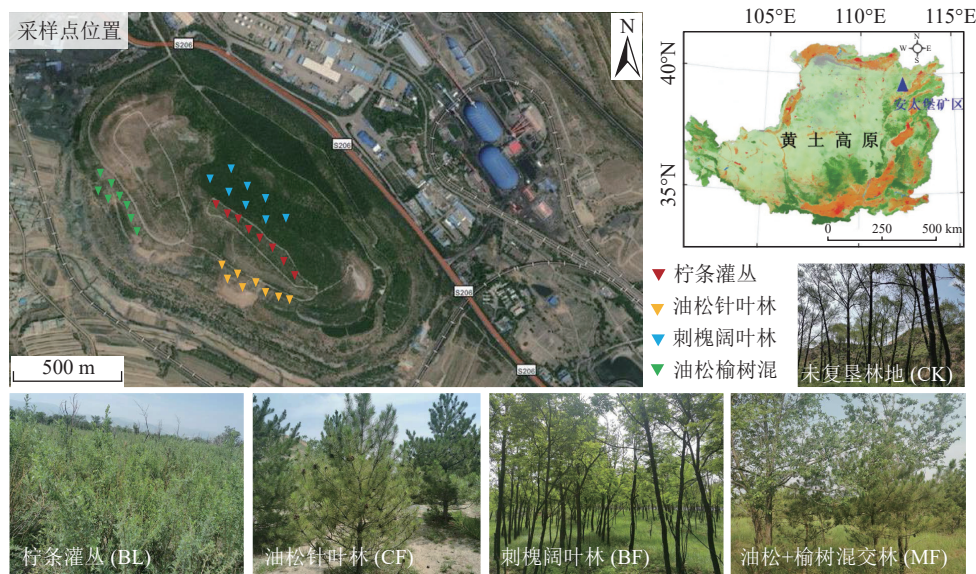 采样点位置
S206
N
S206
S206
S206
500 m
105°E
110°E
115°E
40°N
35°N
N
W
E
S
安太堡矿区
黄土高原
0
250
500 km
柠条灌丛
油松针叶林
刺槐阔叶林
油松榆树混
未复垦林地 (CK)
柠条灌丛 (BL)
油松针叶林 (CF)
刺槐阔叶林 (BF)
油松+榆树混交林 (MF)